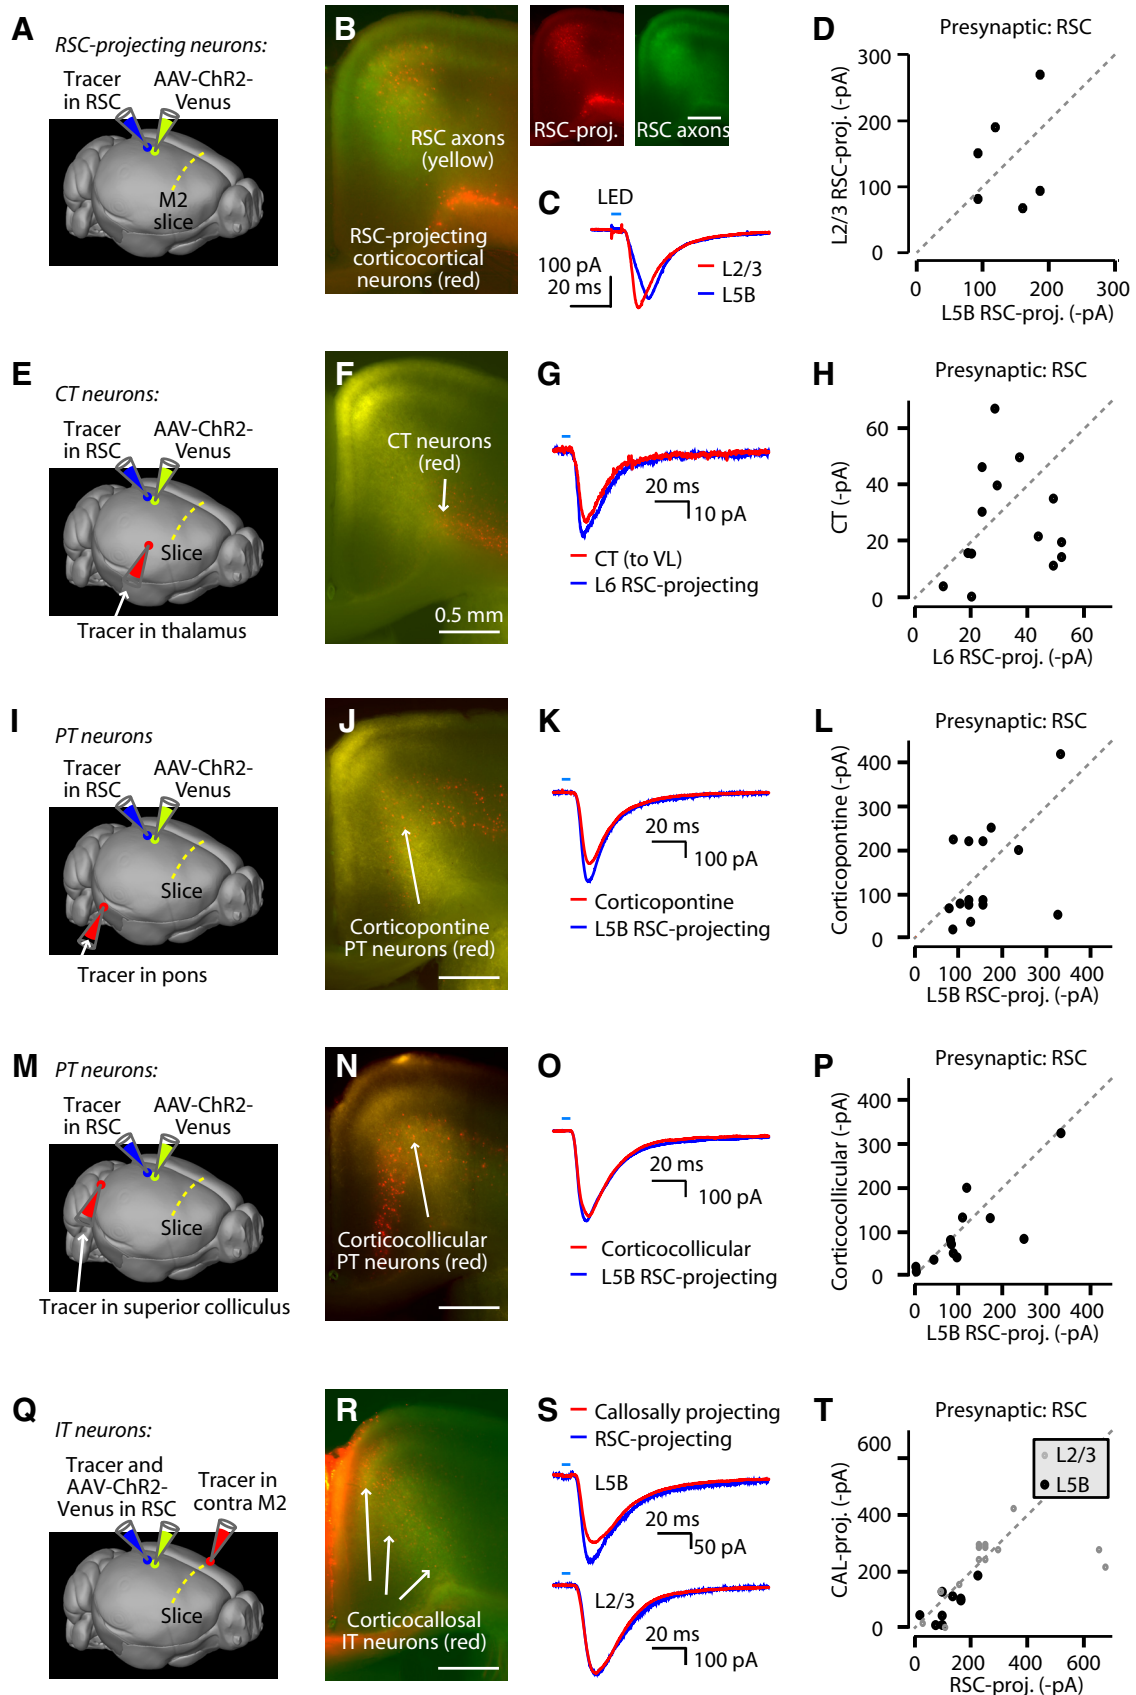 A
RSC-projecting neurons:
Tracer in RSC
AAV-ChR2-Venus
M2 slice
B
RSC axons (yellow)
RSC-projecting corticocortical neurons (red)
RSC-proj.
RSC axons
C
LED
100 pA
20 ms
L2/3
L5B
D
Presynaptic: RSC
L2/3 RSC-proj. (-pA)
300
200
100
0
0 100 200 300
L5B RSC-proj. (-pA)
E
CT neurons:
Tracer in RSC
AAV-ChR2-Venus
Slice
Tracer in thalamus
F
CT neurons (red)
0.5 mm
G
20 ms
10 pA
CT (to VL)
L6 RSC-projecting
H
Presynaptic: RSC
CT (-pA)
60
40
20
0
0 20 40 60
L6 RSC-proj. (-pA)
I
PT neurons
Tracer in RSC
AAV-ChR2-Venus
Slice
Tracer in pons
J
Corticopontine PT neurons (red)
K
20 ms
100 pA
Corticopontine
L5B RSC-projecting
L
Presynaptic: RSC
Corticopontine (-pA)
400
300
200
100
0
0 100 200 300 400
L5B RSC-proj. (-pA)
M
PT neurons:
Tracer in RSC
AAV-ChR2-Venus
Slice
Tracer in superior colliculus
N
Corticocollicular PT neurons (red)
O
20 ms
100 pA
Corticocollicular
L5B RSC-projecting
P
Presynaptic: RSC
Corticocollicular (-pA)
400
300
200
100
0
0 100 200 300 400
L5B RSC-proj. (-pA)
Q
IT neurons:
Tracer and AAV-ChR2-Venus in RSC
Tracer in contra M2
Slice
R
Corticocallosal IT neurons (red)
S
Callosally projecting
RSC-projecting
L5B
20 ms
50 pA
L2/3
20 ms
100 pA
T
Presynaptic: RSC
CAL-proj. (-pA)
600
400
200
0
L2/3
L5B
0 200 400 600
RSC-proj. (-pA)